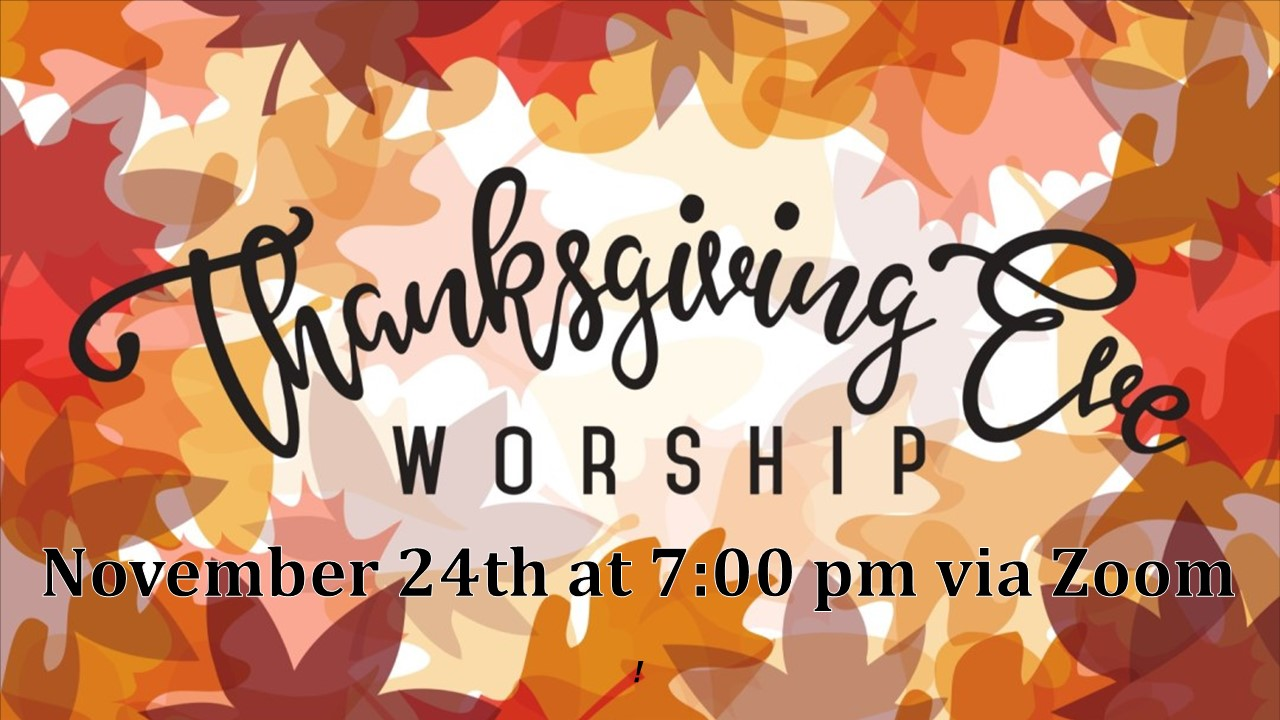 Thanksgiving Eve
WORSHIP
November 24th at 7:00 pm via Zoom
!